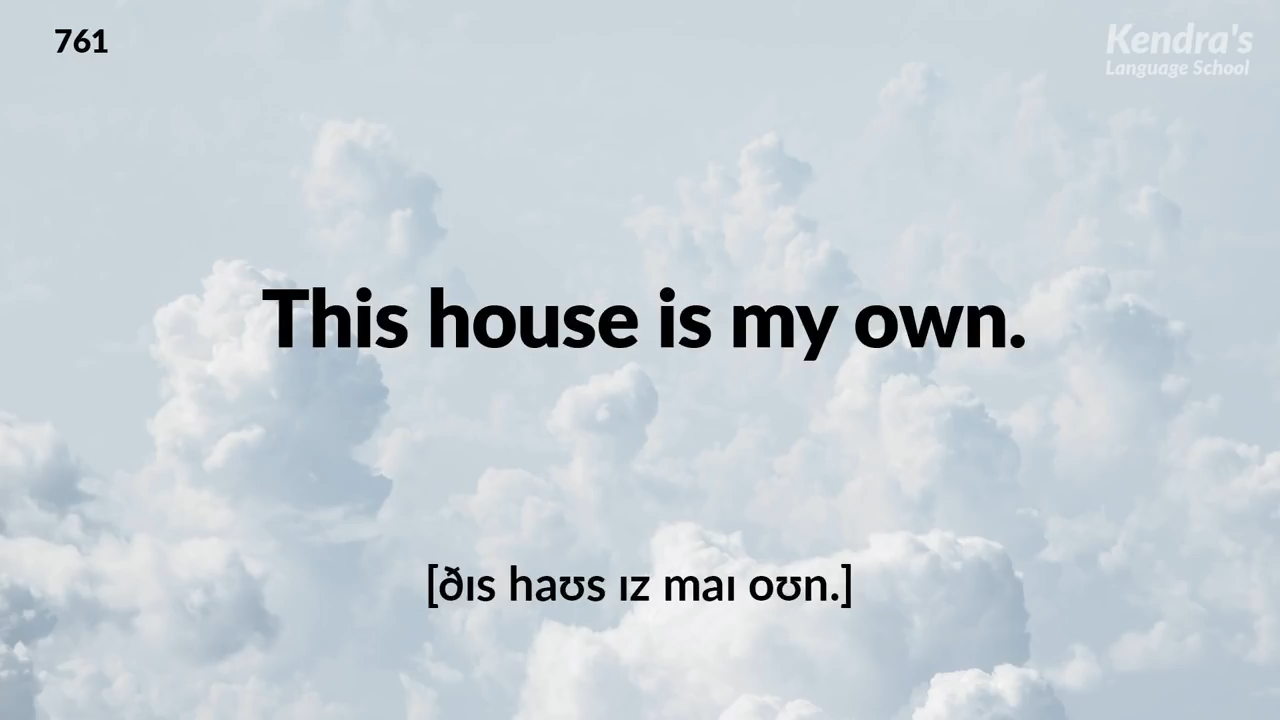 761
Kendra's
Language School
This house is my own.
[ðɪs haʊs ɪz maɪ oʊn.]